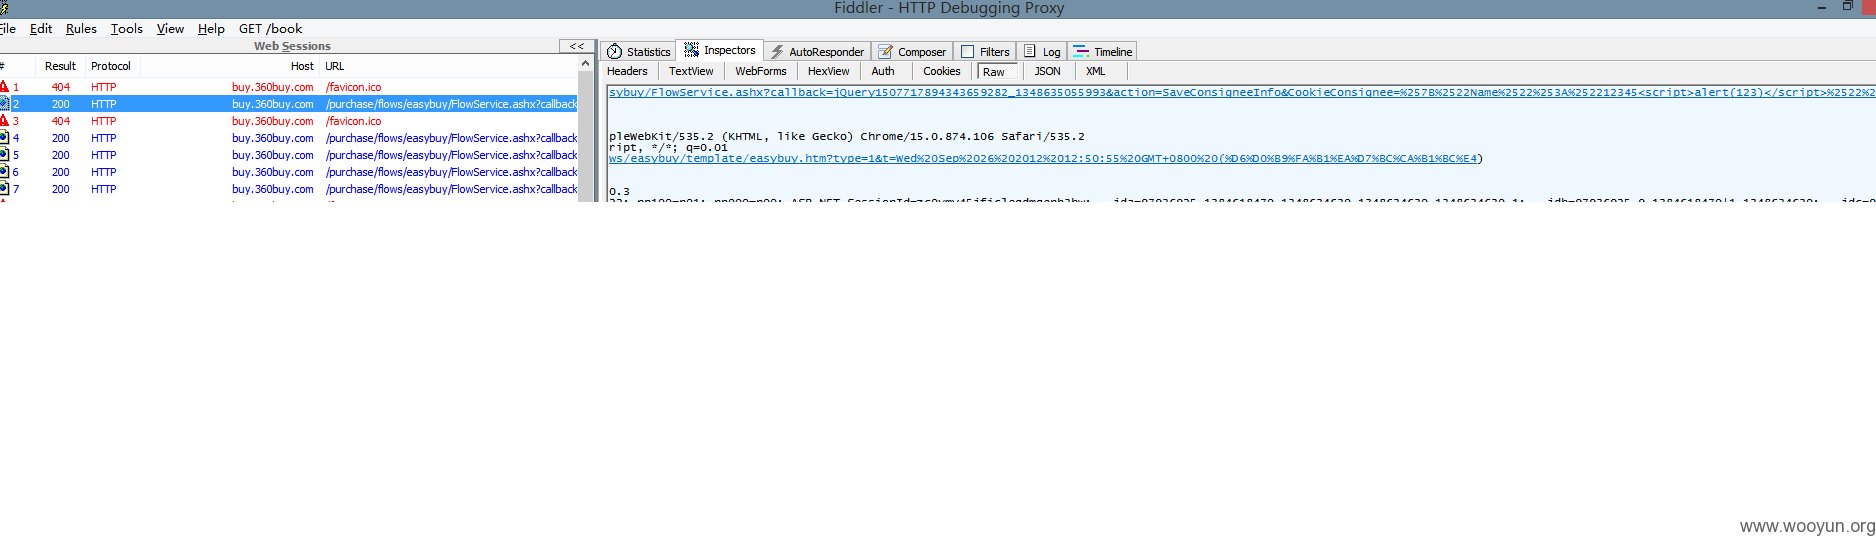 Fiddler - HTTP Debugging Proxy
File Edit Rules Tools View Help GET /book
Web Sessions <<
# Result Protocol Host URL
1 404 HTTP buy.360buy.com /favicon.ico
2 200 HTTP buy.360buy.com /purchase/flows/easybuy/FlowService.ashx?callback
3 404 HTTP buy.360buy.com /favicon.ico
4 200 HTTP buy.360buy.com /purchase/flows/easybuy/FlowService.ashx?callback
5 200 HTTP buy.360buy.com /purchase/flows/easybuy/FlowService.ashx?callback
6 200 HTTP buy.360buy.com /purchase/flows/easybuy/FlowService.ashx?callback
7 200 HTTP buy.360buy.com /purchase/flows/easybuy/FlowService.ashx?callback
Statistics Inspectors AutoResponder Composer Filters Log Timeline
Headers TextView WebForms HexView Auth Cookies Raw JSON XML
sybuy/FlowService.ashx?callback=jQuery1507717894343659282_1348635055993&action=SaveConsigneeInfo&CookieConsignee=%257B%2522Name%2522%253A%252212345<script>alert(123)</script>%2522%2
pleWebKit/535.2 (KHTML, like Gecko) Chrome/15.0.874.106 Safari/535.2
ript, */*; q=0.01
ws/easybuy/template/easybuy.htm?type=1&t=Wed%20Sep%2026%202012%2012:50:55%20GMT+0800%20(%D6%D0%B9%FA%B1%EA%D7%BC%CA%B1%BC%E4)
0.3
www.wooyun.org